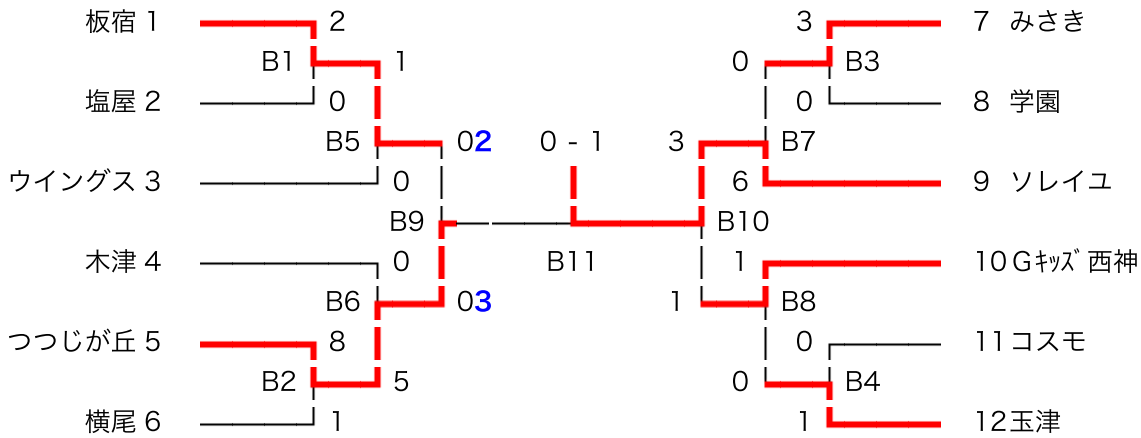 板宿 1 2 3 7 みさき
B1 1 0 B3
塩屋 2 0 0 8 学園
B5 02 0 - 1 3 B7
ウイングス 3 0 6 9 ソレイユ
B9 B10
木津 4 0 B11 1 10 Gｷｯｽﾞ 西神
B6 03 1 B8
つつじが丘 5 8 0 11 コスモ
B2 5 0 B4
横尾 6 1 1 12 玉津